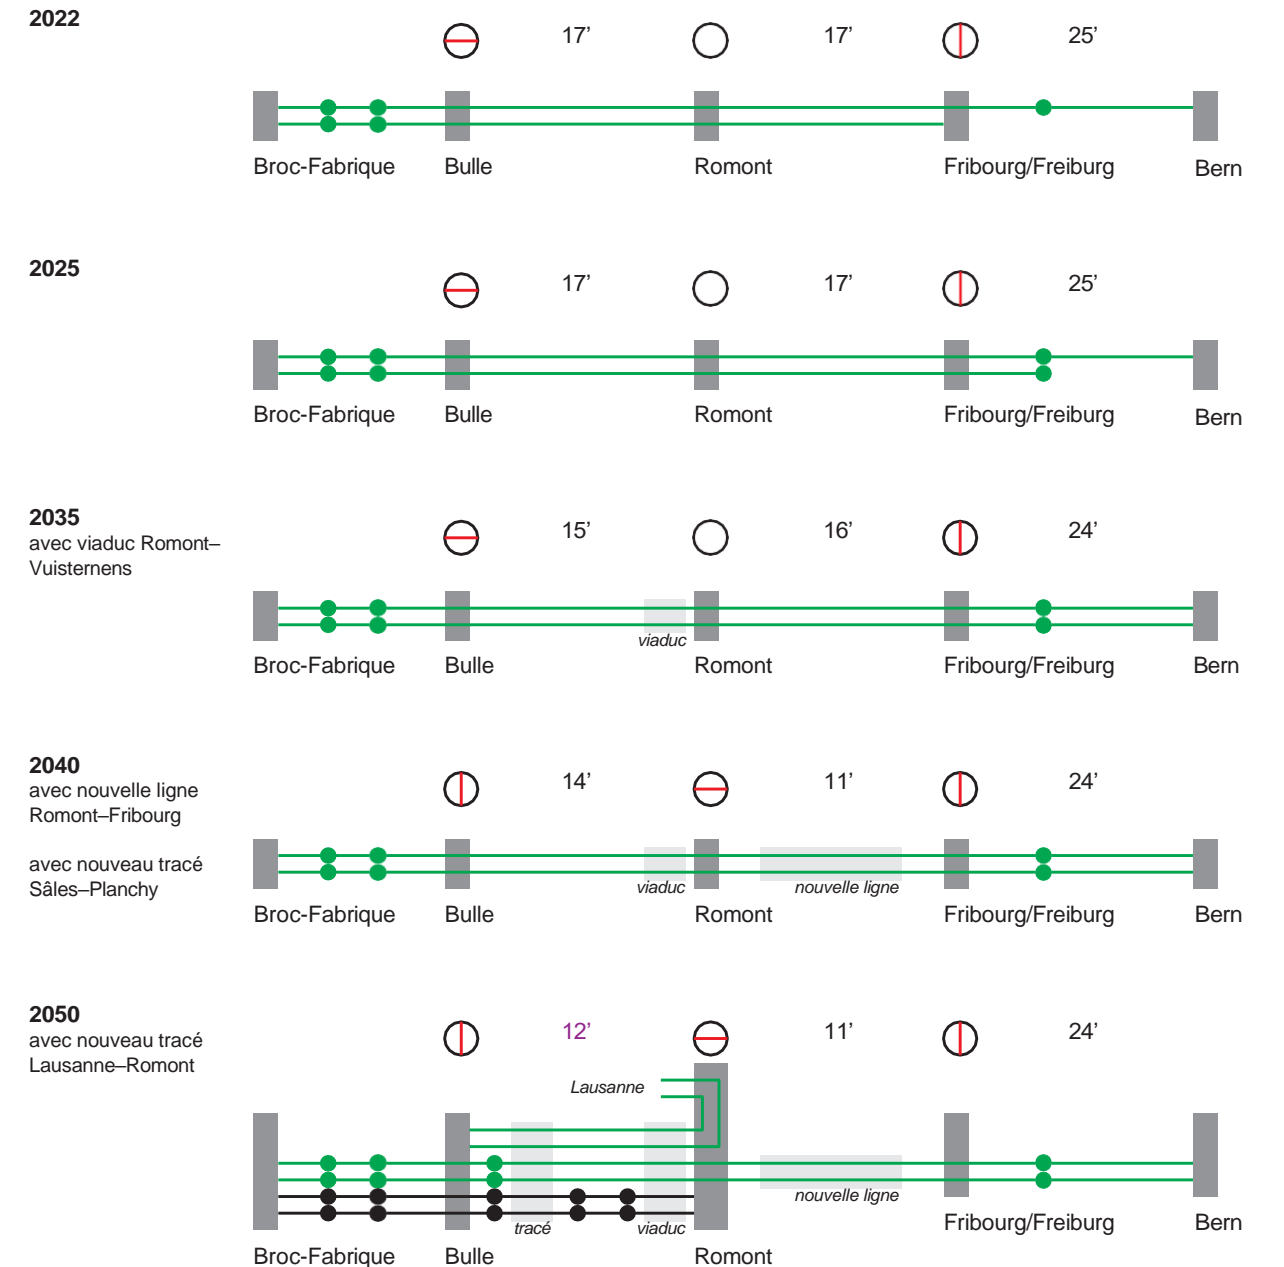 2022
17’ 17’ 25’
Broc-Fabrique Bulle Romont Fribourg/Freiburg Bern
2025
17’ 17’ 25’
Broc-Fabrique Bulle Romont Fribourg/Freiburg Bern
2035
avec viaduc Romont–
Vuisternens
15’ 16’ 24’
viaduc
Broc-Fabrique Bulle Romont Fribourg/Freiburg Bern
2040
avec nouvelle ligne
Romont–Fribourg
avec nouveau tracé
Sâles–Planchy
14’ 11’ 24’
viaduc nouvelle ligne
Broc-Fabrique Bulle Romont Fribourg/Freiburg Bern
2050
avec nouveau tracé
Lausanne–Romont
12’ 11’ 24’
Lausanne
nouvelle ligne
tracé viaduc
Fribourg/Freiburg Bern
Broc-Fabrique Bulle Romont